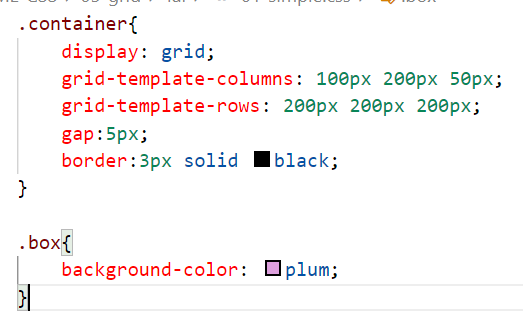 .container{
display: grid;
grid-template-columns: 100px 200px 50px;
grid-template-rows: 200px 200px 200px;
gap:5px;
border:3px solid black;
}
.box{
background-color: plum;
}